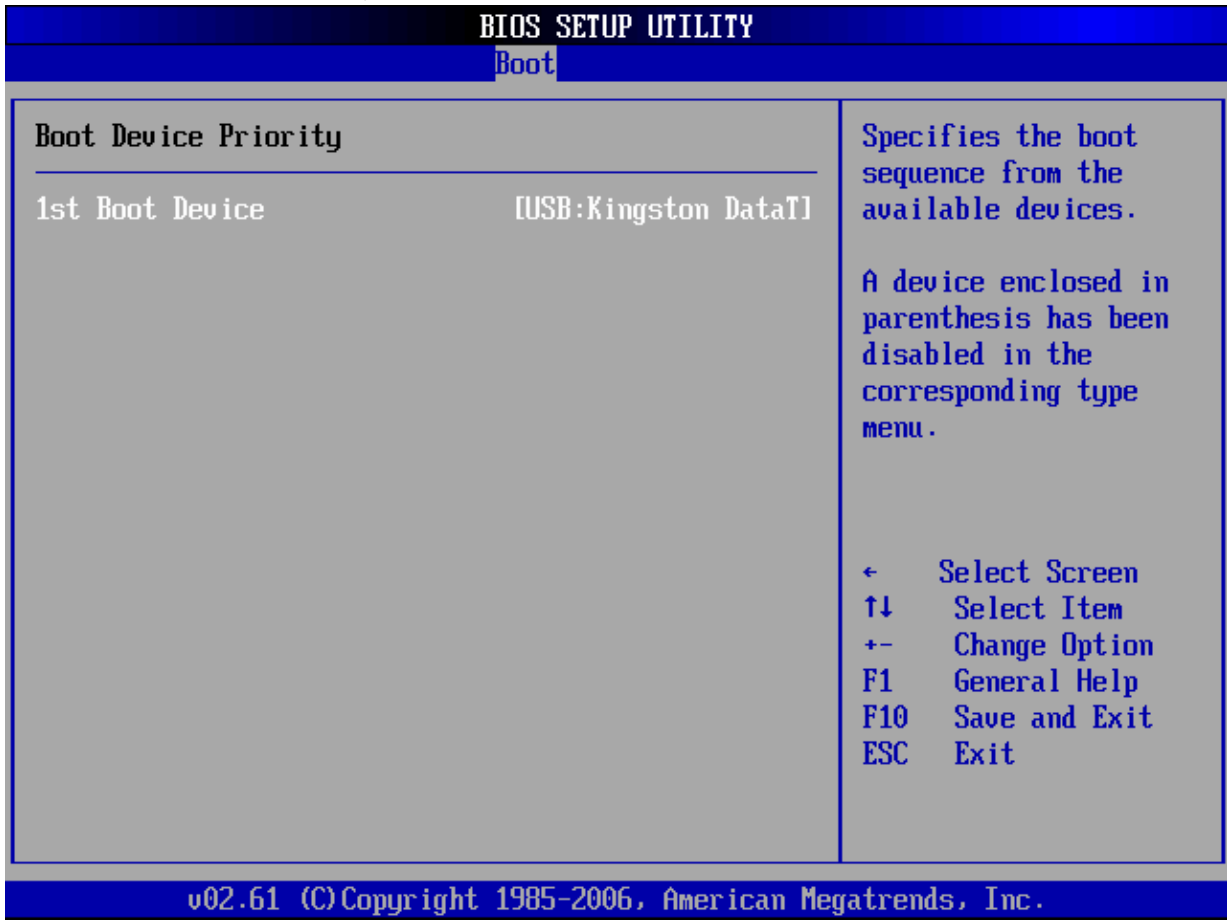 BIOS SETUP UTILITY
Boot
Boot Device Priority
1st Boot Device [USB:Kingston DataT]
Specifies the boot
sequence from the
available devices.
A device enclosed in
parenthesis has been
disabled in the
corresponding type
menu.
← Select Screen
↑↓ Select Item
+- Change Option
F1 General Help
F10 Save and Exit
ESC Exit
v02.61 (C)Copyright 1985-2006, American Megatrends, Inc.